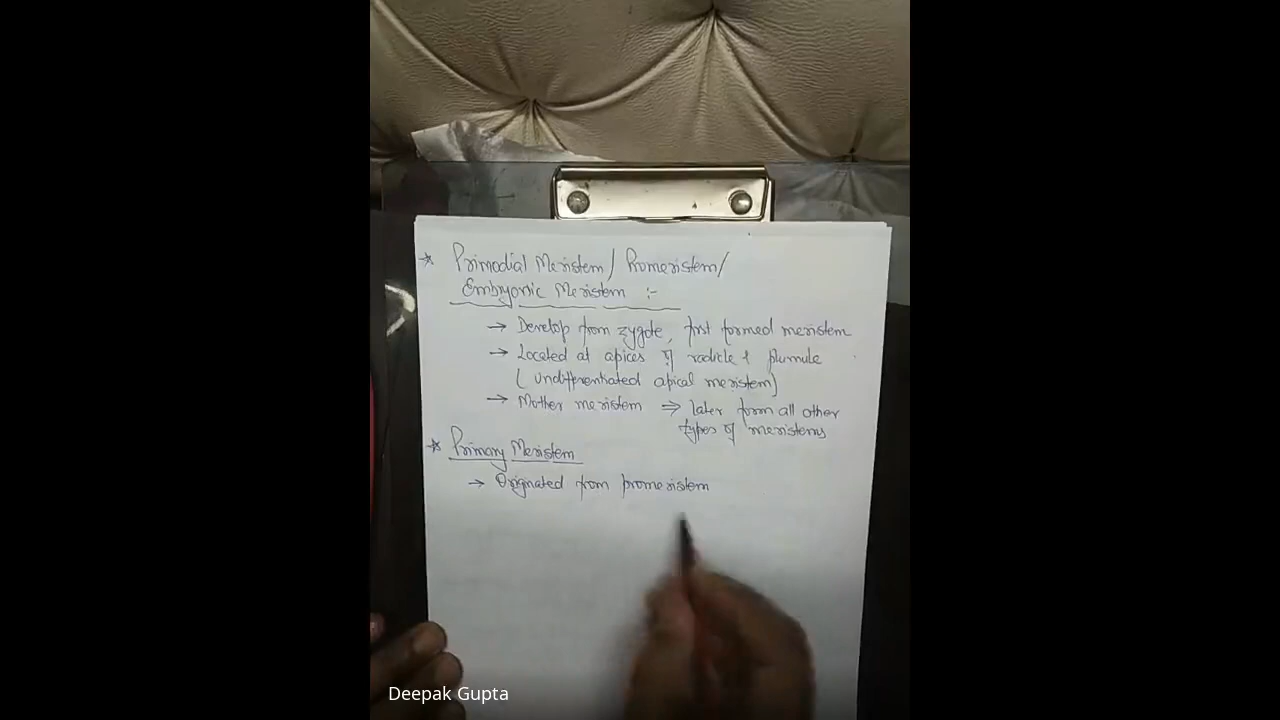 * Primodial Meristem / Promeristem /
Embryonic Meristem :-
→ Develop from zygote, first formed meristem
→ Located at apices of radicle & plumule
( undifferentiated apical meristem)
→ Mother meristem ⇒ later form all other
types of meristems
* Primary Meristem
→ Originated from promeristem
Deepak Gupta